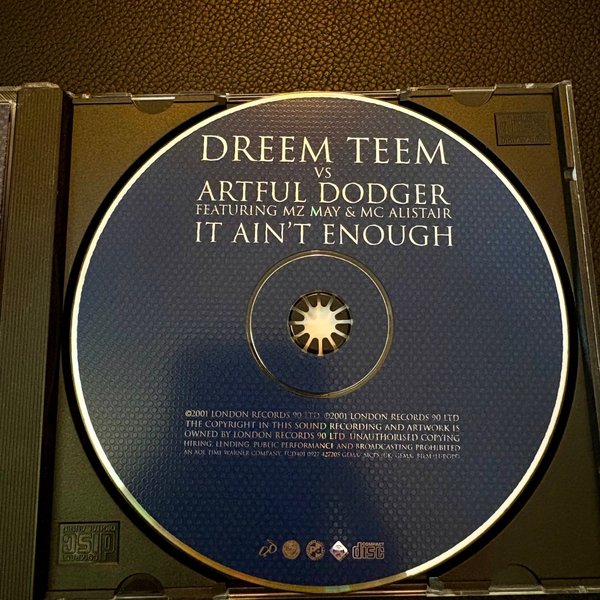 DREEM TEEM
VS
ARTFUL DODGER
FEATURING MZ MAY & MC ALISTAIR
IT AIN'T ENOUGH
©2001 LONDON RECORDS 90 LTD ℗2001 LONDON RECORDS 90 LTD
THE COPYRIGHT IN THIS SOUND RECORDING AND ARTWORK IS
OWNED BY LONDON RECORDS 90 LTD. UNAUTHORISED COPYING
HIRING, LENDING, PUBLIC PERFORMANCE AND BROADCASTING PROHIBITED
AN AOL TIME WARNER COMPANY.
COMPACT
disc